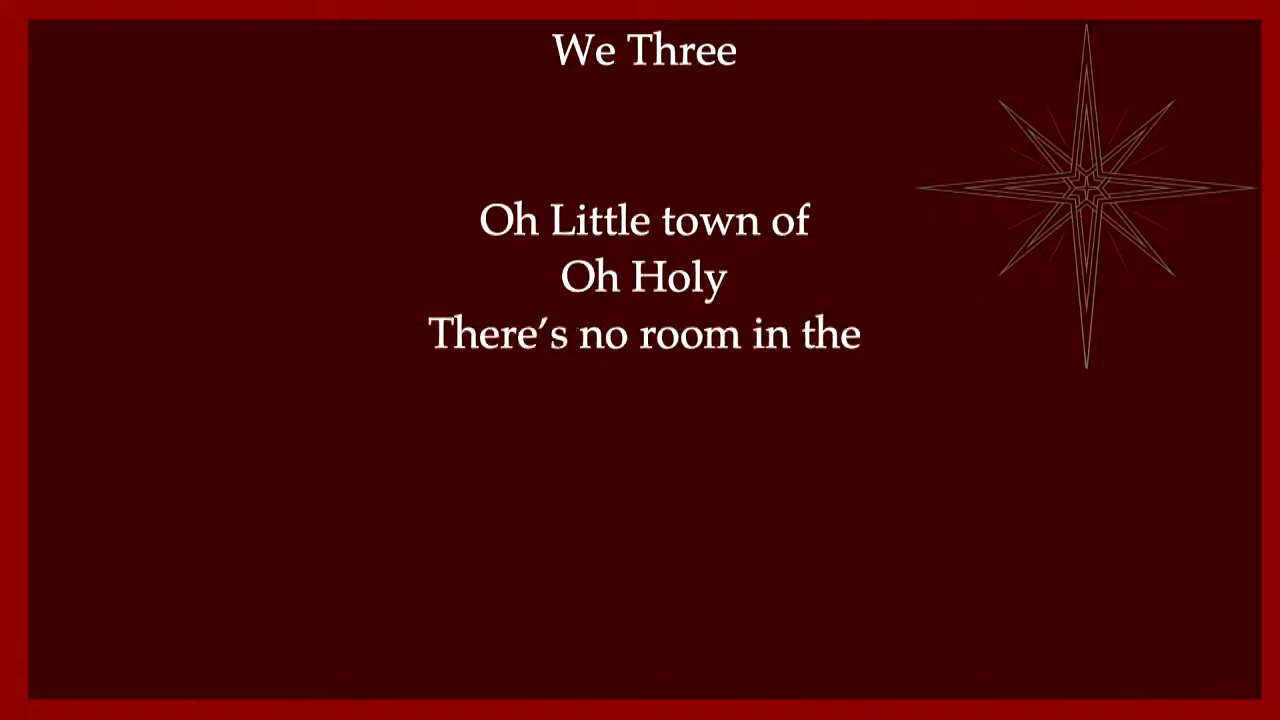 We Three
Oh Little town of
Oh Holy
There’s no room in the